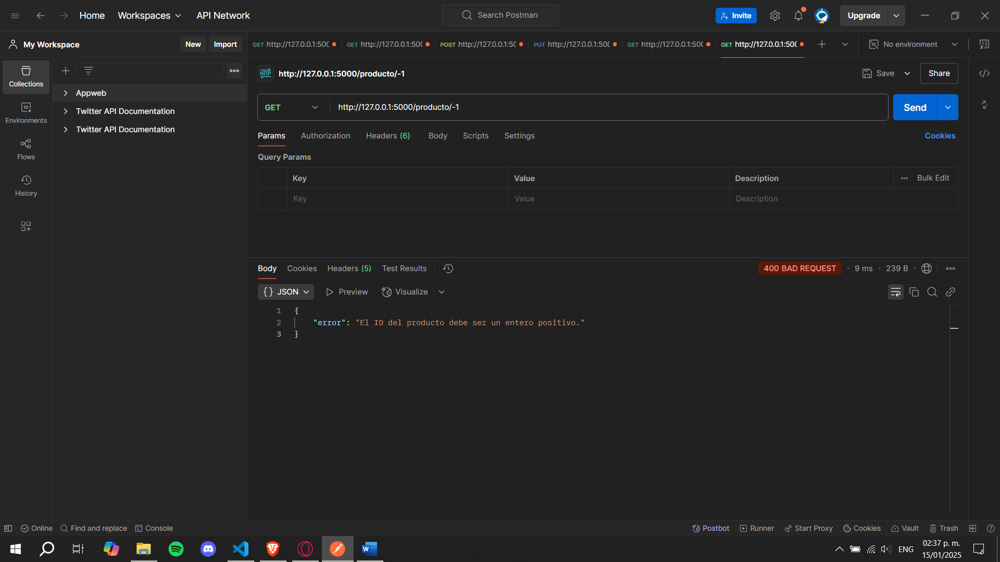 Home
Workspaces
API Network
Search Postman
Invite
Upgrade
My Workspace
New
Import
GET http://127.0.0.1:500
GET http://127.0.0.1:500
POST http://127.0.0.1:50
PUT http://127.0.0.1:500
GET http://127.0.0.1:500
GET http://127.0.0.1:500
No environment
Collections
Environments
Flows
History
Appweb
Twitter API Documentation
Twitter API Documentation
HTTP
http://127.0.0.1:5000/producto/-1
Save
Share
GET
http://127.0.0.1:5000/producto/-1
Send
Params
Authorization
Headers (6)
Body
Scripts
Settings
Cookies
Query Params
Key
Value
Description
Bulk Edit
Key
Value
Description
Body
Cookies
Headers (5)
Test Results
400 BAD REQUEST
9 ms
239 B
{} JSON
Preview
Visualize
1 {
2 "error": "El ID del producto debe ser un entero positivo."
3 }
Online
Find and replace
Console
Postbot
Runner
Start Proxy
Cookies
Vault
Trash
W
ENG
02:37 p. m.
15/01/2025